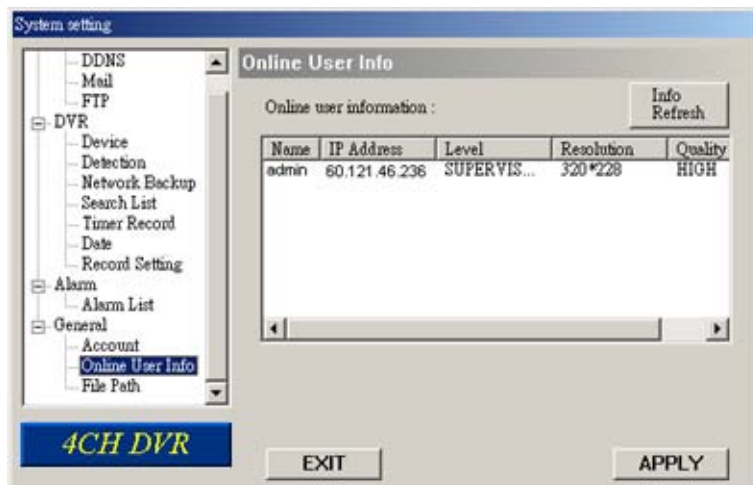 System setting
DDNS
Mail
FTP
DVR
Device
Detection
Network Backup
Search List
Timer Record
Date
Record Setting
Alarm
Alarm List
General
Account
Online User Info
File Path
4CH DVR
Online User Info
Online user information :
Info
Refresh
Name IP Address Level Resolution Quality
admin 60.121.46.236 SUPERVIS... 320*228 HIGH
EXIT
APPLY